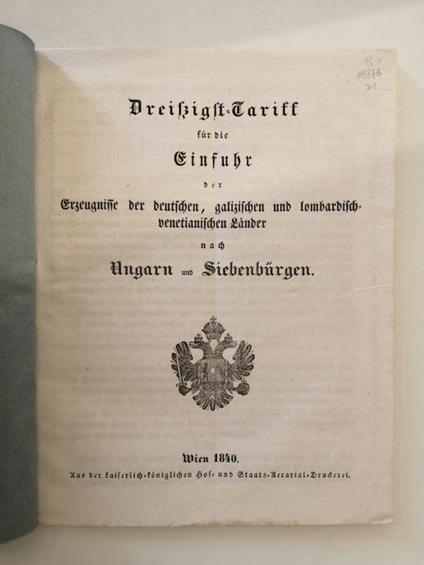 Dreißigst-Tariff
für die
Einfuhr
der
Erzeugnisse der deutschen, galizischen und lombardisch-
venetianischen Länder
nach
Ungarn und Siebenbürgen.
Wien 1840.
Aus der kaiserlich-königlichen Hof- und Staats-Aerarial-Druckerei.